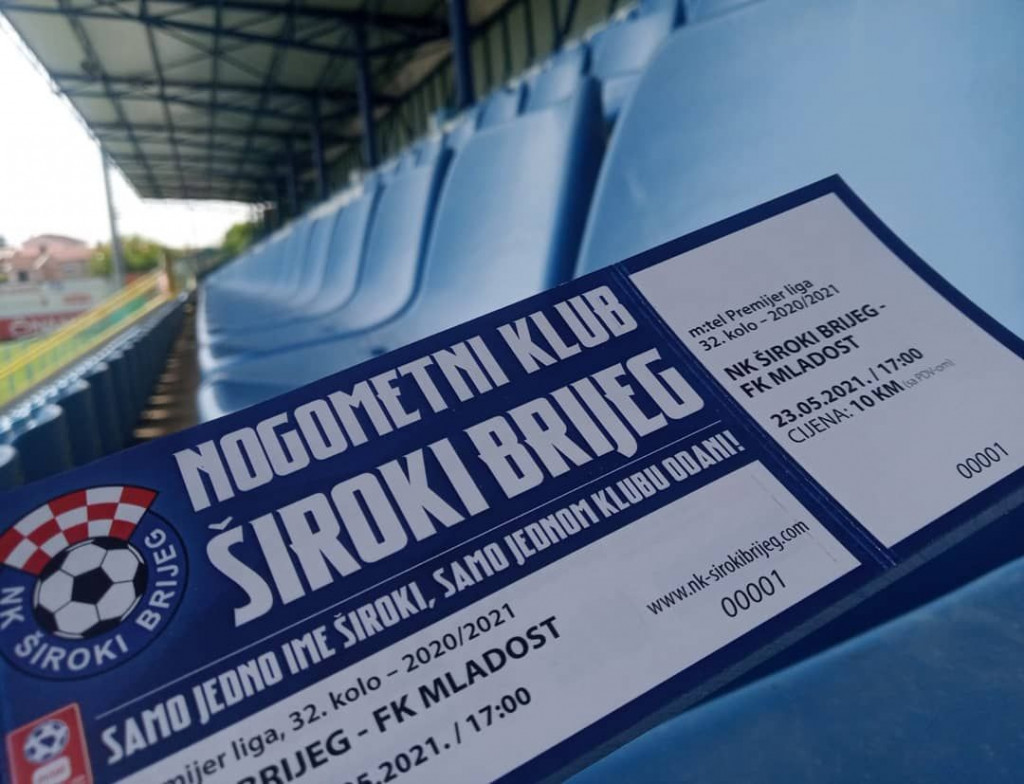 NOGOMETNI KLUB
ŠIROKI BRIJEG
SAMO JEDNO IME ŠIROKI, SAMO JEDNOM KLUBU ODANI!
NK ŠIROKI BRIJEG
mijer liga, 32. kolo – 2020/2021
BRIJEG - FK MLADOST
05.2021. / 17:00
www.nk-sirokibrijeg.com
00001
m:tel Premijer liga
32. kolo – 2020/2021
NK ŠIROKI BRIJEG -
FK MLADOST
23.05.2021. / 17:00
CIJENA: 10 KM (sa PDV-om)
00001